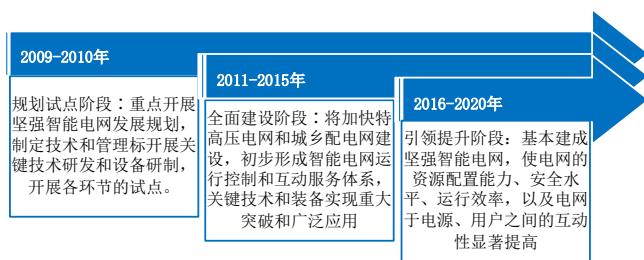 2009-2010年
规划试点阶段：重点开展
坚强智能电网发展规划，
制定技术和管理标开展关
键技术研发和设备研制，
开展各环节的试点。
2011-2015年
全面建设阶段：将加快特
高压电网和城乡配电网建
设，初步形成智能电网运
行控制和互动服务体系，
关键技术和装备实现重大
突破和广泛应用
2016-2020年
引领提升阶段：基本建成
坚强智能电网，使电网的
资源配置能力、安全水
平、运行效率，以及电网
于电源、用户之间的互动
性显著提高